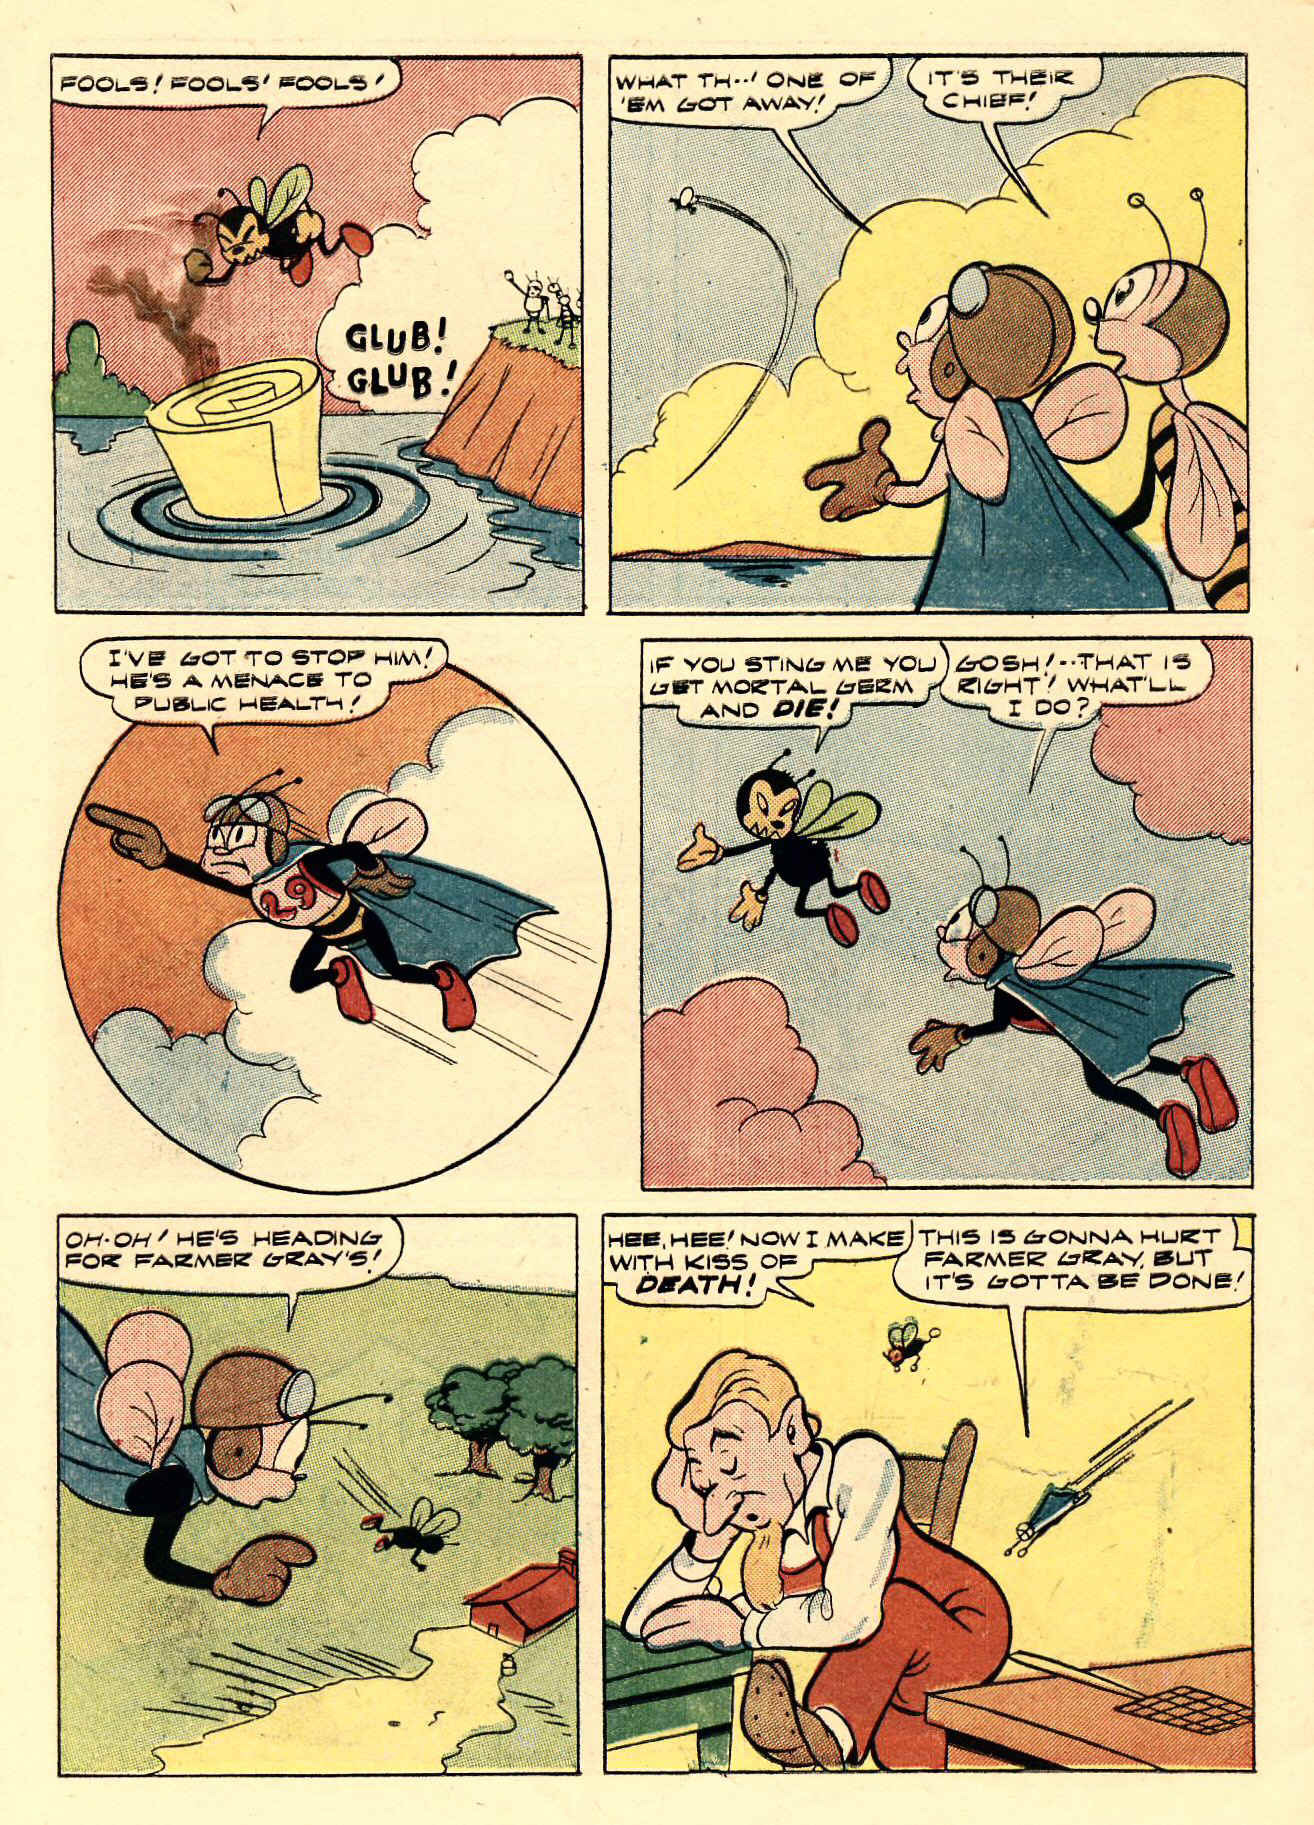 FOOLS! FOOLS! FOOLS!
GLUB!
GLUB!
WHAT TH--! ONE OF
'EM GOT AWAY!
IT'S THEIR
CHIEF!
I'VE GOT TO STOP HIM!
HE'S A MENACE TO
PUBLIC HEALTH!
29
IF YOU STING ME YOU
GET MORTAL GERM
AND DIE!
GOSH!--THAT IS
RIGHT! WHAT'LL
I DO?
OH-OH! HE'S HEADING
FOR FARMER GRAY'S!
HEE, HEE! NOW I MAKE
WITH KISS OF
DEATH!
THIS IS GONNA HURT
FARMER GRAY, BUT
IT'S GOTTA BE DONE!